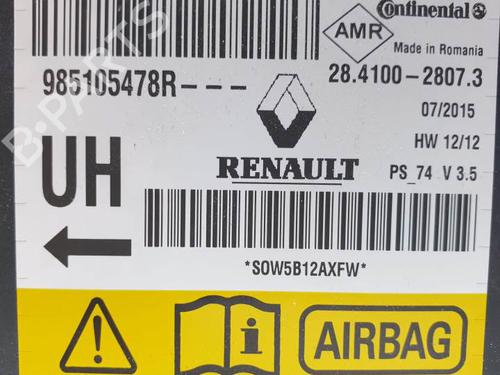 Continental
AMR
Made in Romania
985105478R---
28.4100-2807.3
07/2015
HW 12/12
RENAULT
PS_74 V 3.5
UH
*SOW5B12AXFW*
i
AIRBAG
B-PARTS